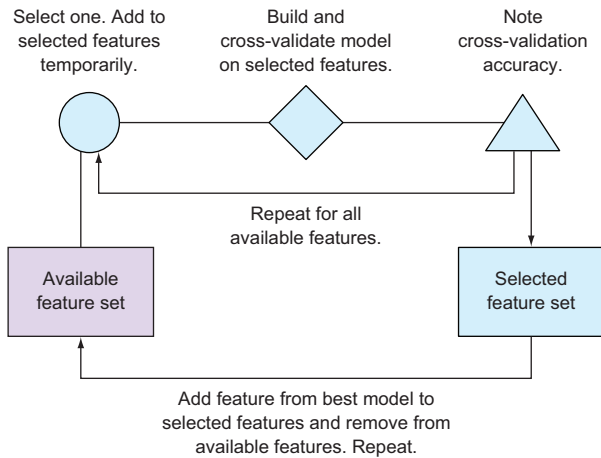 Select one. Add to
selected features
temporarily.
Build and
cross-validate model
on selected features.
Note
cross-validation
accuracy.
Repeat for all
available features.
Available
feature set
Selected
feature set
Add feature from best model to
selected features and remove from
available features. Repeat.